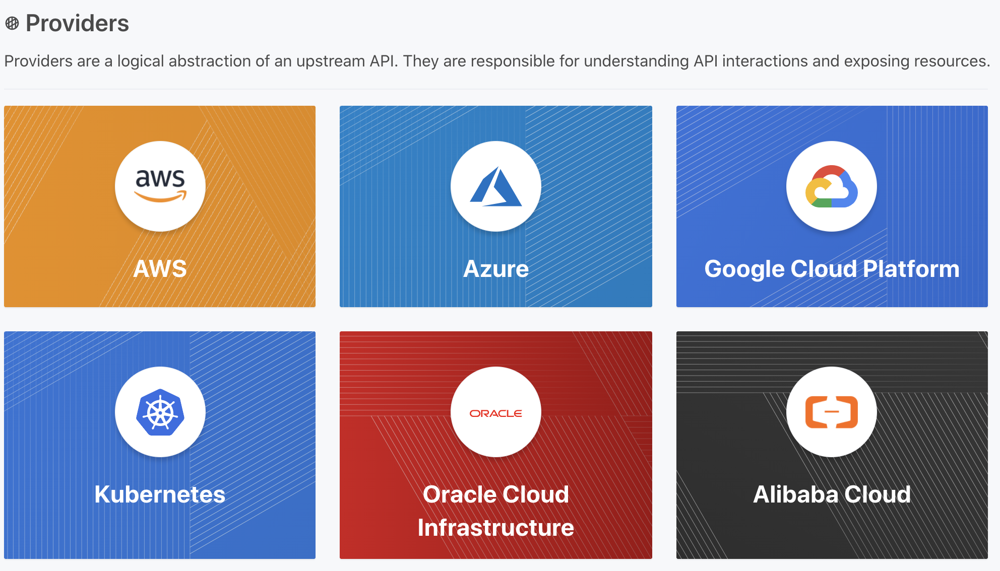 Providers
Providers are a logical abstraction of an upstream API. They are responsible for understanding API interactions and exposing resources.
aws
AWS
Azure
Google Cloud Platform
Kubernetes
ORACLE
Oracle Cloud
Infrastructure
Alibaba Cloud